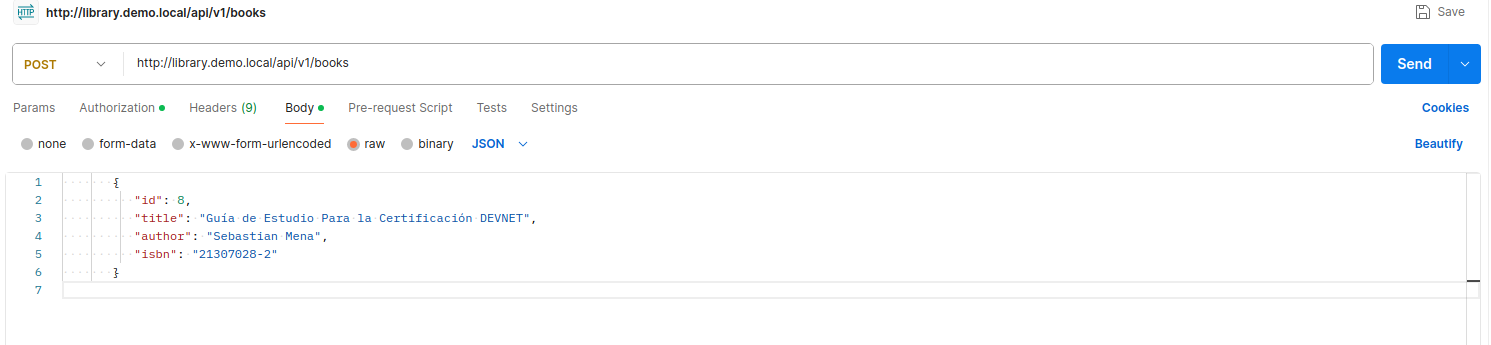 HTTP http://library.demo.local/api/v1/books Save
POST http://library.demo.local/api/v1/books Send
Params Authorization Headers (9) Body Pre-request Script Tests Settings Cookies
none form-data x-www-form-urlencoded raw binary JSON Beautify
1 {
2 "id": 8,
3 "title": "Guía de Estudio Para la Certificación DEVNET",
4 "author": "Sebastian Mena",
5 "isbn": "21307028-2"
6 }
7